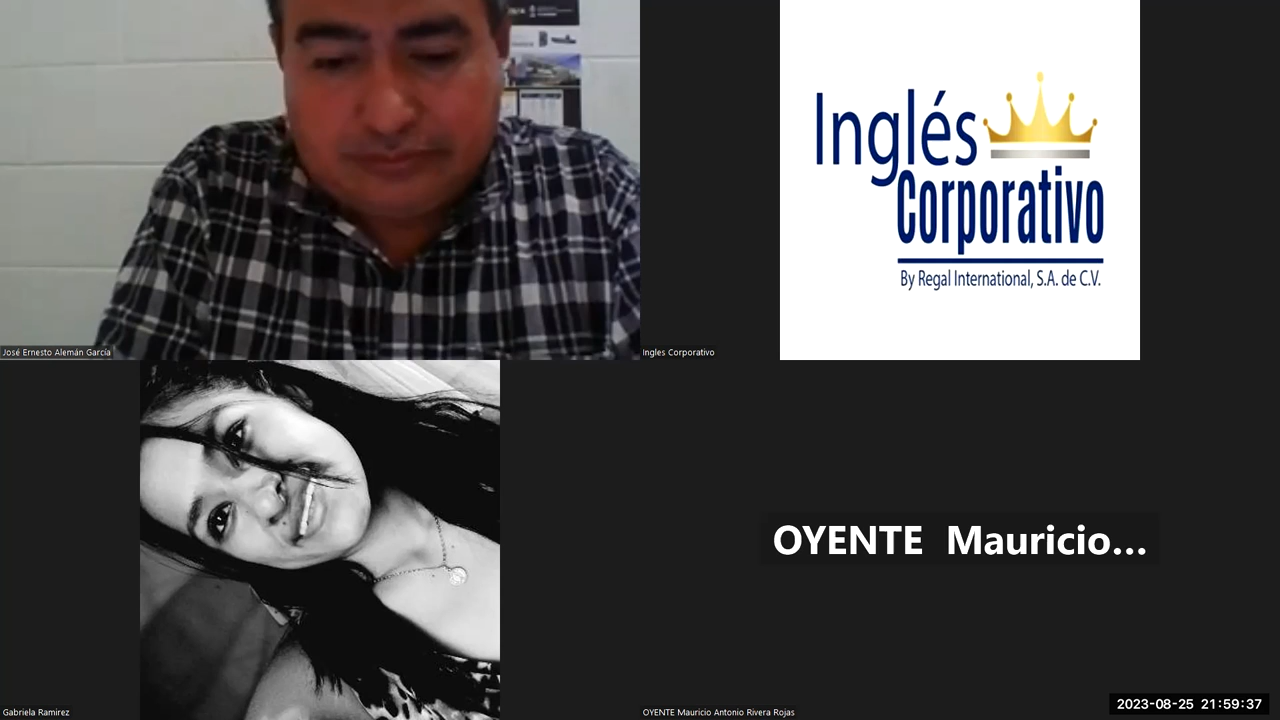 José Ernesto Alemán García
Inglés
Corporativo
By Regal International, S.A. de C.V.
Ingles Corporativo
Gabriela Ramirez
OYENTE Mauricio...
OYENTE Mauricio Antonio Rivera Rojas
2023-08-25 21:59:37